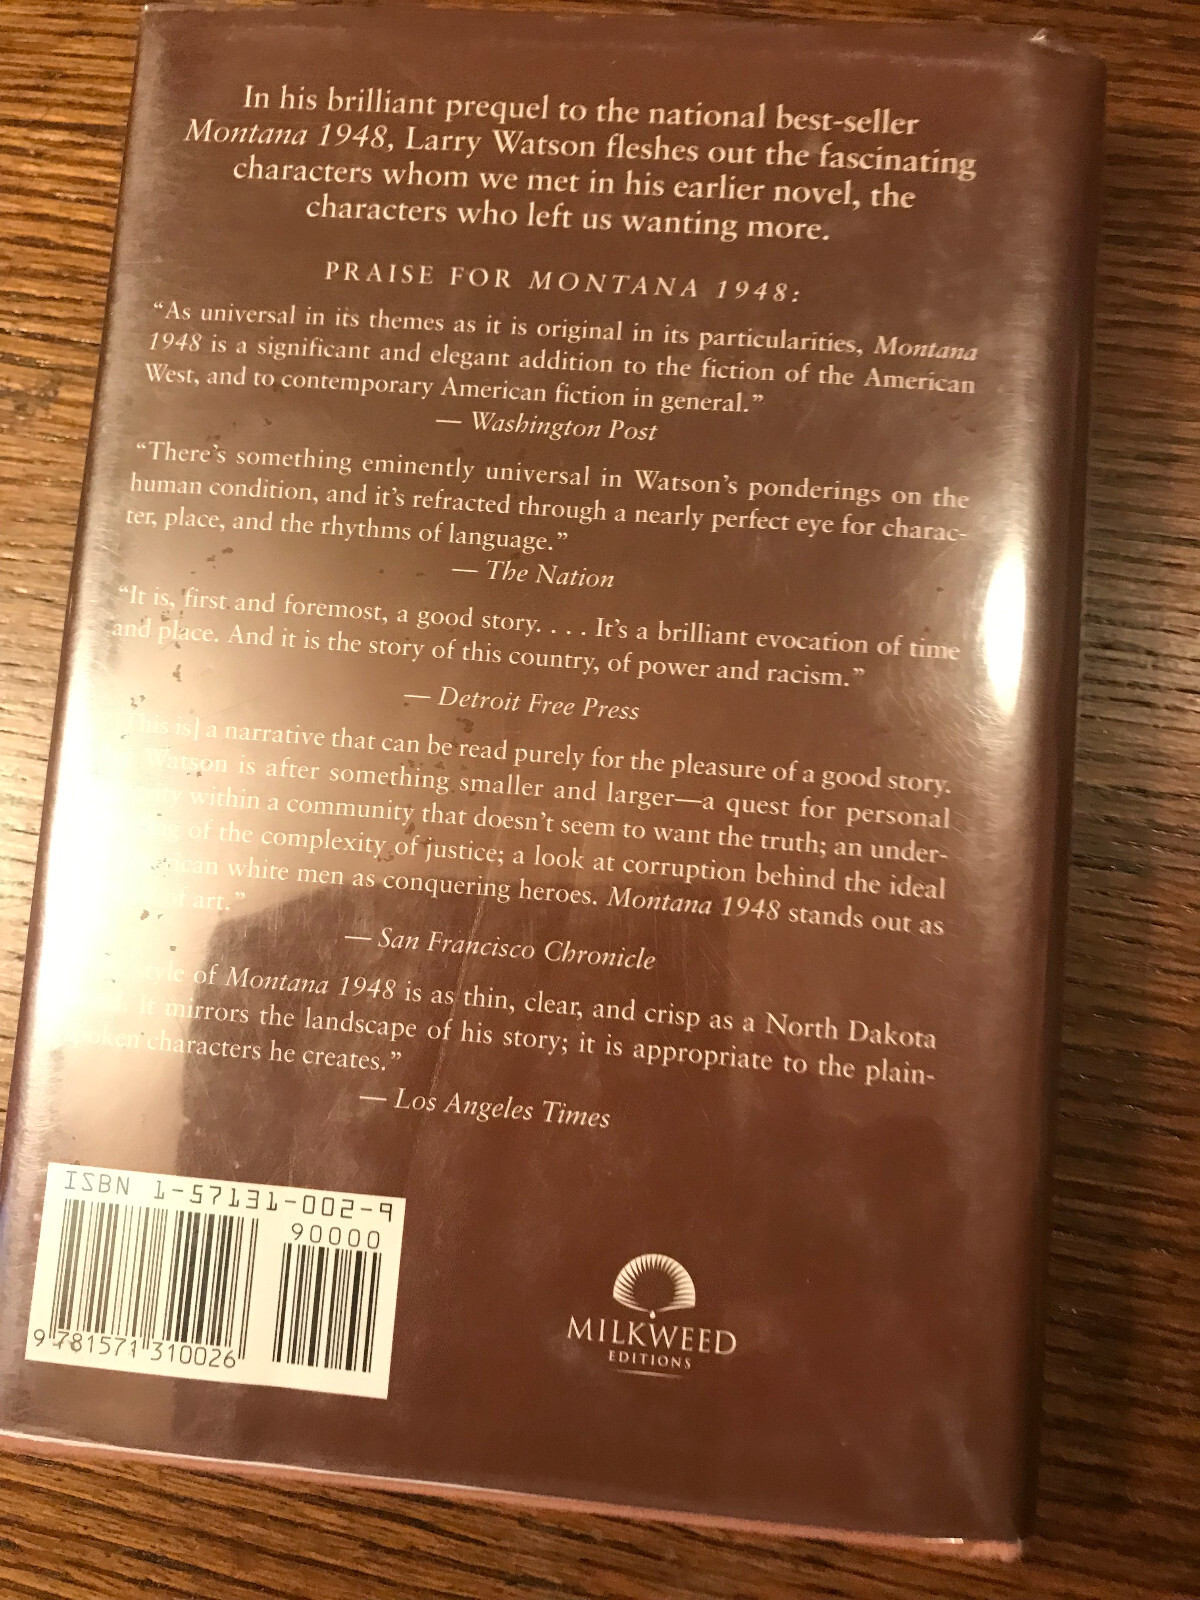 In his brilliant prequel to the national best-seller
Montana 1948, Larry Watson fleshes out the fascinating
characters whom we met in his earlier novel, the
characters who left us wanting more.
PRAISE FOR MONTANA 1948:
“As universal in its themes as it is original in its particularities, Montana
1948 is a significant and elegant addition to the fiction of the American
West, and to contemporary American fiction in general.”
— Washington Post
“There’s something eminently universal in Watson’s ponderings on the
human condition, and it’s refracted through a nearly perfect eye for charac-
ter, place, and the rhythms of language.”
— The Nation
“It is, first and foremost, a good story. . . . It’s a brilliant evocation of time
and place. And it is the story of this country, of power and racism.”
— Detroit Free Press
This is] a narrative that can be read purely for the pleasure of a good story.
Watson is after something smaller and larger—a quest for personal
within a community that doesn’t seem to want the truth; an under-
of the complexity of justice; a look at corruption behind the ideal
white men as conquering heroes. Montana 1948 stands out as
of art.”
— San Francisco Chronicle
of Montana 1948 is as thin, clear, and crisp as a North Dakota
It mirrors the landscape of his story; it is appropriate to the plain-
spoken characters he creates.”
— Los Angeles Times
ISBN 1-57131-002-9
90000
9 781571 310026
MILKWEED
EDITIONS